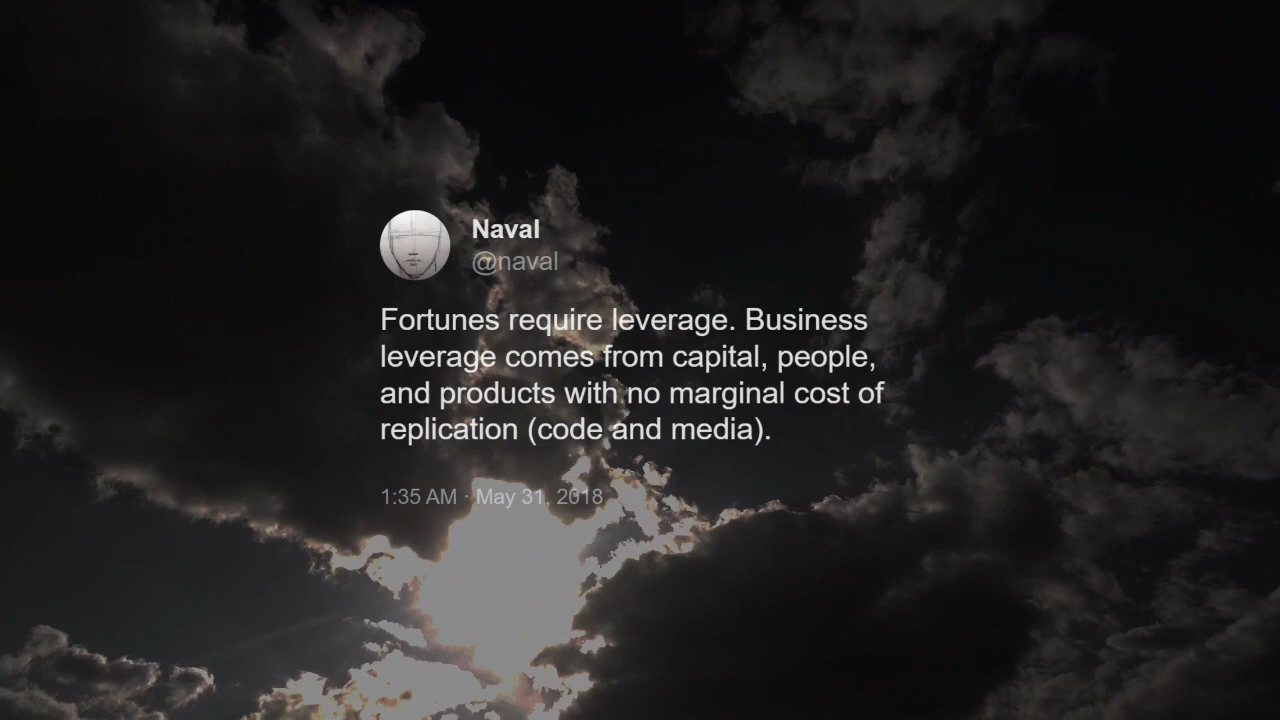 Naval
@naval
Fortunes require leverage. Business
leverage comes from capital, people,
and products with no marginal cost of
replication (code and media).
1:35 AM · May 31, 2018